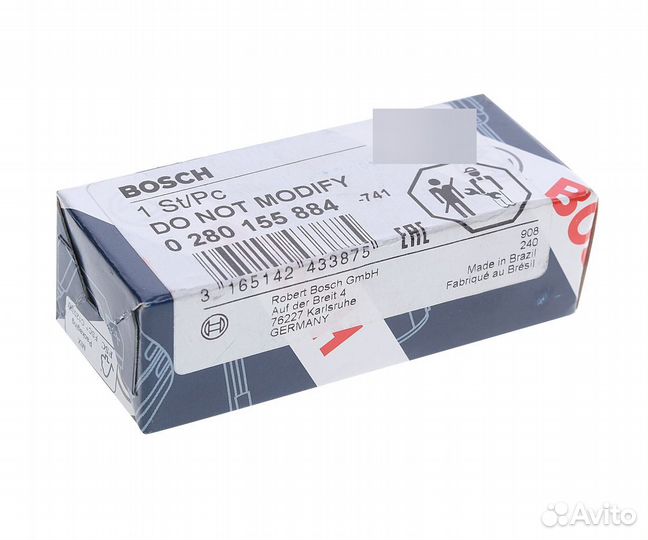 BOSCH
1 St/Pc
DO NOT MODIFY
0 280 155 884 -741
3 165142 433875
EAC
Robert Bosch GmbH
Auf der Breit 4
76227 Karlsruhe
GERMANY
908
240
Made in Brazil
Fabriqué au Brésil
BO
Avito